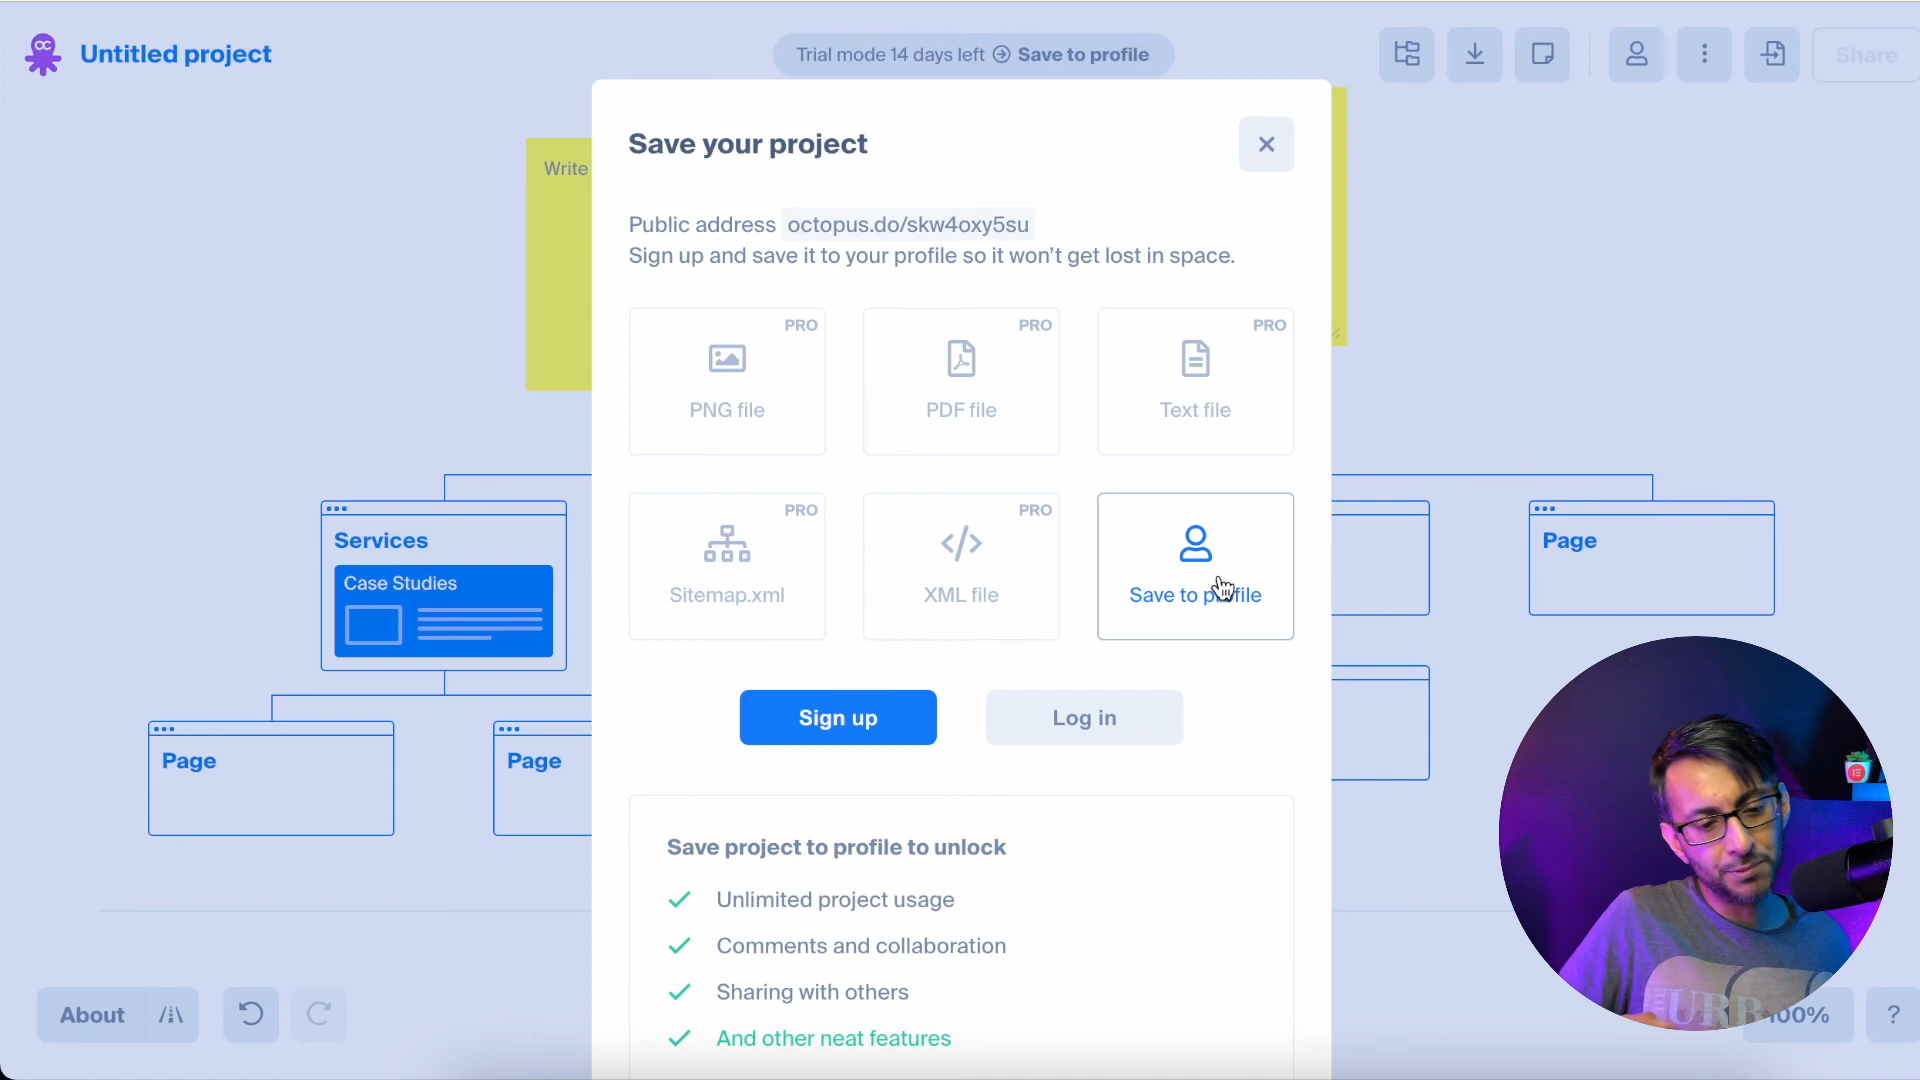 OC
Untitled project
Trial mode 14 days left Save to profile
Share
Save your project
Write
Public address octopus.do/skw4oxy5su
Sign up and save it to your profile so it won't get lost in space.
PRO
PNG file
PRO
PDF file
PRO
Text file
PRO
Sitemap.xml
PRO
XML file
Save to profile
Services
Case Studies
Page
Page
Page
Sign up
Log in
Save project to profile to unlock
Unlimited project usage
Comments and collaboration
Sharing with others
And other neat features
About
100%
?